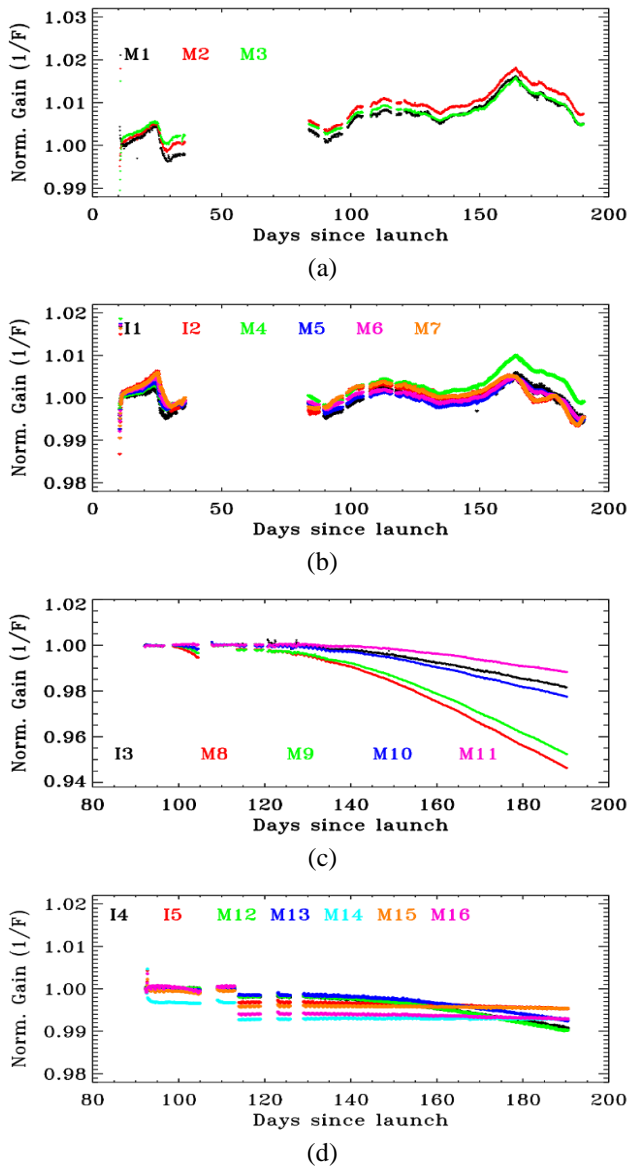 1.03
1.02
1.01
1.00
0.99
Norm. Gain (1/F)
M1 M2 M3
0 50 100 150 200
Days since launch
(a)
1.02
1.01
1.00
0.99
0.98
Norm. Gain (1/F)
I1 I2 M4 M5 M6 M7
0 50 100 150 200
Days since launch
(b)
1.02
1.00
0.98
0.96
0.94
Norm. Gain (1/F)
I3 M8 M9 M10 M11
80 100 120 140 160 180 200
Days since launch
(c)
1.02
1.01
1.00
0.99
0.98
Norm. Gain (1/F)
I4 I5 M12 M13 M14 M15 M16
80 100 120 140 160 180 200
Days since launch
(d)